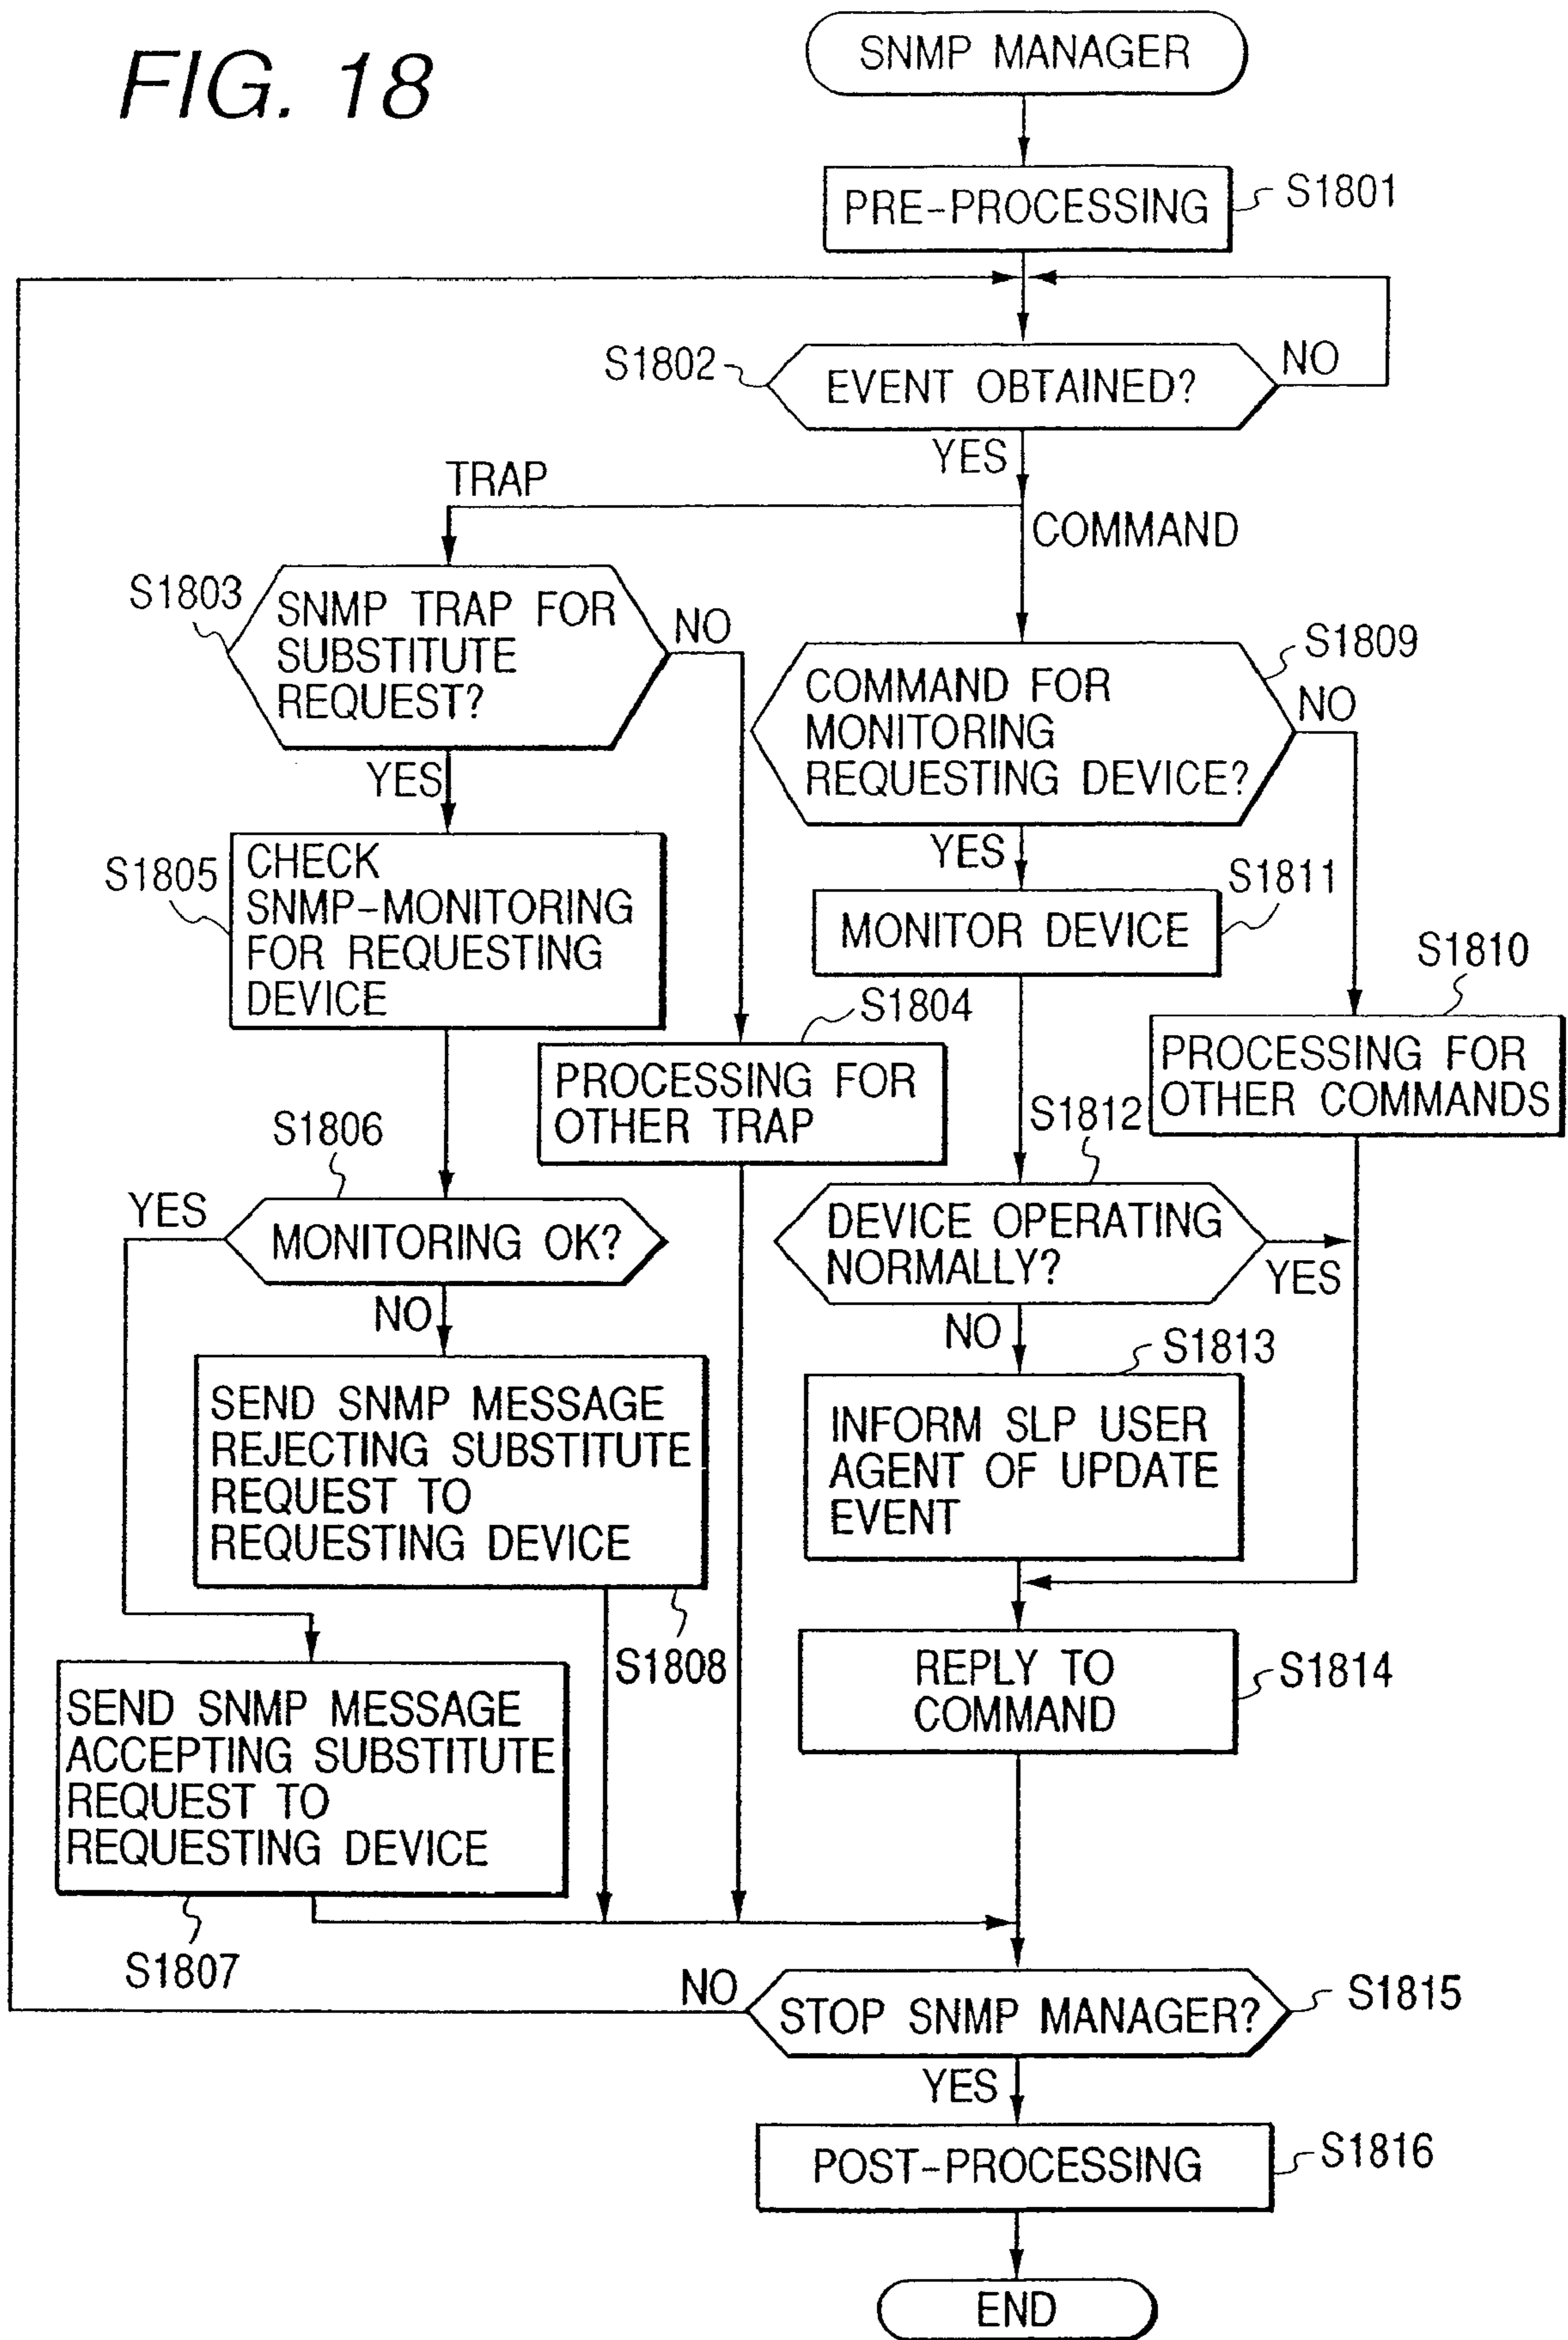 FIG. 18
SNMP MANAGER
PRE-PROCESSING
S1801
S1802
EVENT OBTAINED?
NO
YES
TRAP
COMMAND
S1803
SNMP TRAP FOR
SUBSTITUTE
REQUEST?
NO
YES
S1809
COMMAND FOR
MONITORING
REQUESTING DEVICE?
NO
YES
S1805
CHECK
SNMP-MONITORING
FOR REQUESTING
DEVICE
S1811
MONITOR DEVICE
S1804
PROCESSING FOR
OTHER TRAP
S1810
PROCESSING FOR
OTHER COMMANDS
S1806
MONITORING OK?
YES
NO
S1812
DEVICE OPERATING
NORMALLY?
YES
NO
SEND SNMP MESSAGE
REJECTING SUBSTITUTE
REQUEST TO
REQUESTING DEVICE
S1808
S1813
INFORM SLP USER
AGENT OF UPDATE
EVENT
SEND SNMP MESSAGE
ACCEPTING SUBSTITUTE
REQUEST TO
REQUESTING DEVICE
S1807
REPLY TO
COMMAND
S1814
NO
STOP SNMP MANAGER?
S1815
YES
POST-PROCESSING
S1816
END